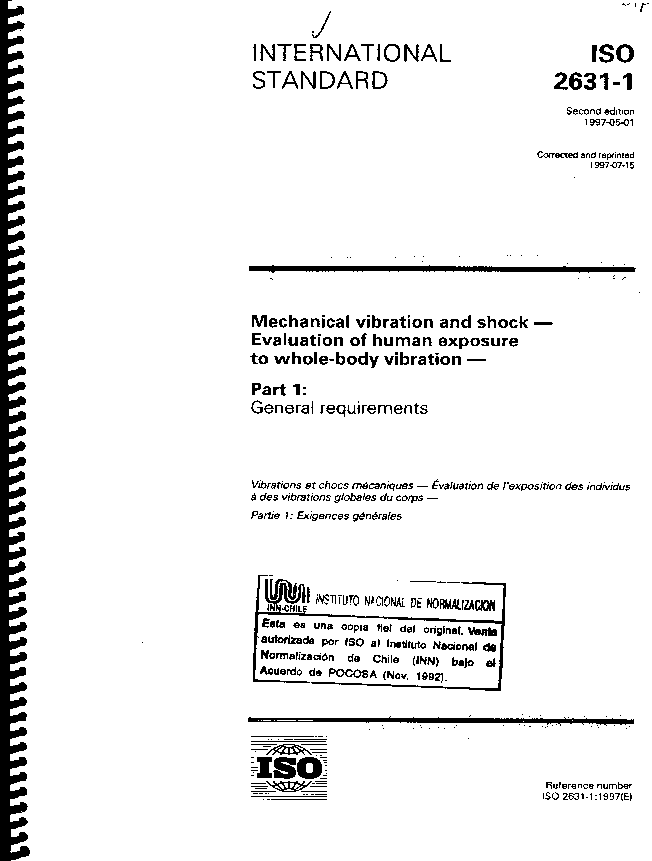 INTERNATIONAL
STANDARD
ISO
2631-1
Second edition
1997-05-01
Corrected and reprinted
1997-07-15
Mechanical vibration and shock —
Evaluation of human exposure
to whole-body vibration —
Part 1:
General requirements
Vibrations et chocs mécaniques — Évaluation de l'exposition des individus
à des vibrations globales du corps —
Partie 1: Exigences générales
INN-CHILE
INSTITUTO NACIONAL DE NORMALIZACION
Esta es una copia fiel del original. Venta
autorizada por ISO al Instituto Nacional de
Normalización de Chile (INN) bajo el
Acuerdo de POCOSA (Nov. 1992).
ISO
Reference number
ISO 2631-1:1997(E)